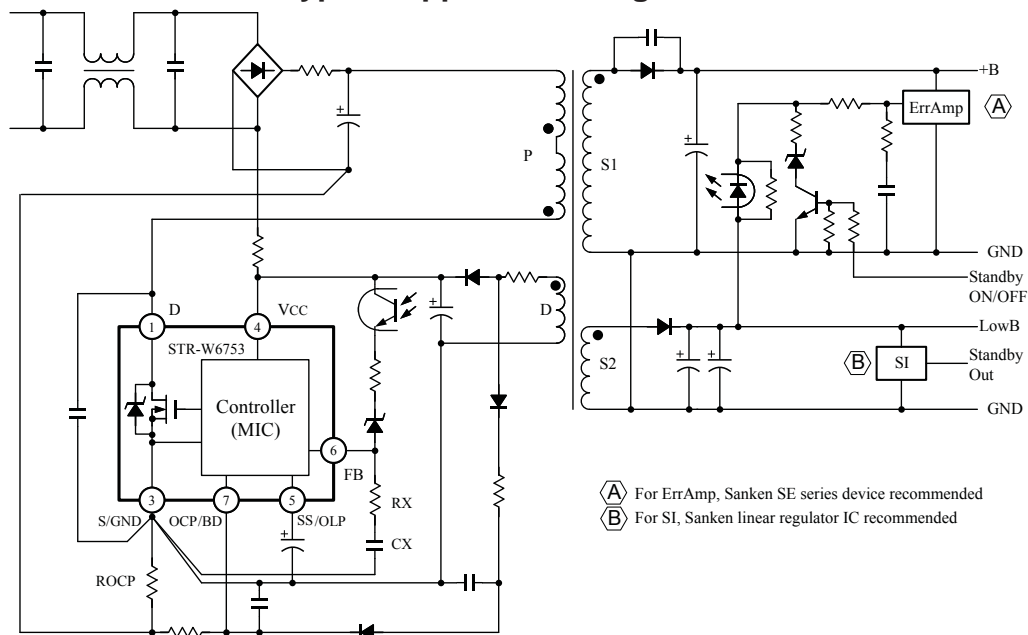 +B
ErrAmp
A
P
S1
GND
Standby
ON/OFF
D
D
VCC
1
4
STR-W6753
LowB
S2
B
SI
Standby
Out
GND
Controller
(MIC)
6
FB
3
7
5
S/GND
OCP/BD
SS/OLP
RX
CX
ROCP
+
+
+
+
+
+
A For ErrAmp, Sanken SE series device recommended
B For SI, Sanken linear regulator IC recommended